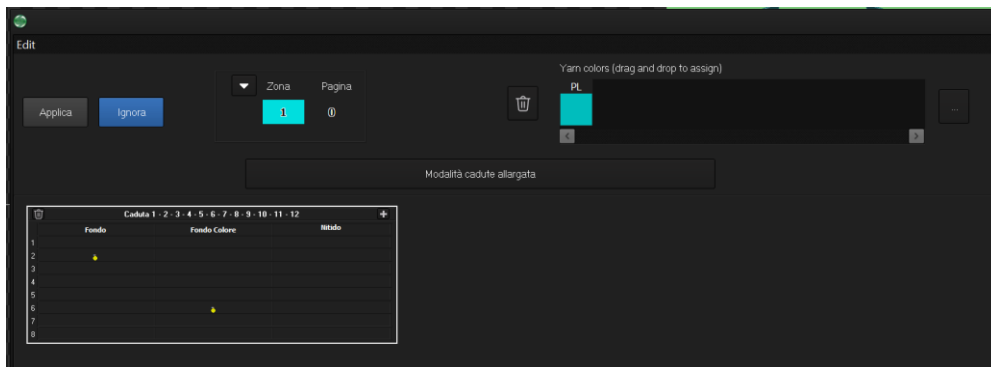 Edit
Yarn colors (drag and drop to assign)
Zona Pagina
PL
Applica Ignora
1 0
...
Modalità cadute allargata
Caduta 1 - 2 - 3 - 4 - 5 - 6 - 7 - 8 - 9 - 10 - 11 - 12 +
Fondo Fondo Colore Nitido
1
2
3
4
5
6
7
8